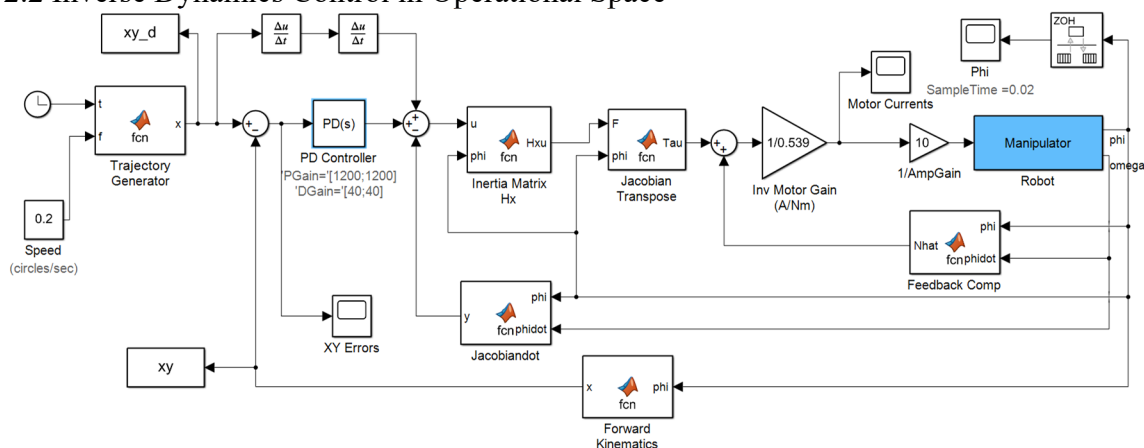 2.2 Inverse Dynamics Control in Operational Space
xy_d
Δu
Δt
Δu
Δt
ZOH
Phi
SampleTime =0.02
Motor Currents
t
f
x
fcn
Trajectory
Generator
+
−
PD(s)
PD Controller
'PGain='[1200;1200]
'DGain='[40;40]
+
+
−
u
phi
Hxu
fcn
Inertia Matrix
Hx
F
phi
Tau
fcn
Jacobian
Transpose
+
+
1/0.539
Inv Motor Gain
(A/Nm)
10
1/AmpGain
Manipulator
Robot
phi
omega
0.2
Speed
(circles/sec)
Nhat
fcn
phi
phidot
Feedback Comp
XY Errors
y
fcn
phi
phidot
Jacobiandot
xy
x
fcn
phi
Forward
Kinematics